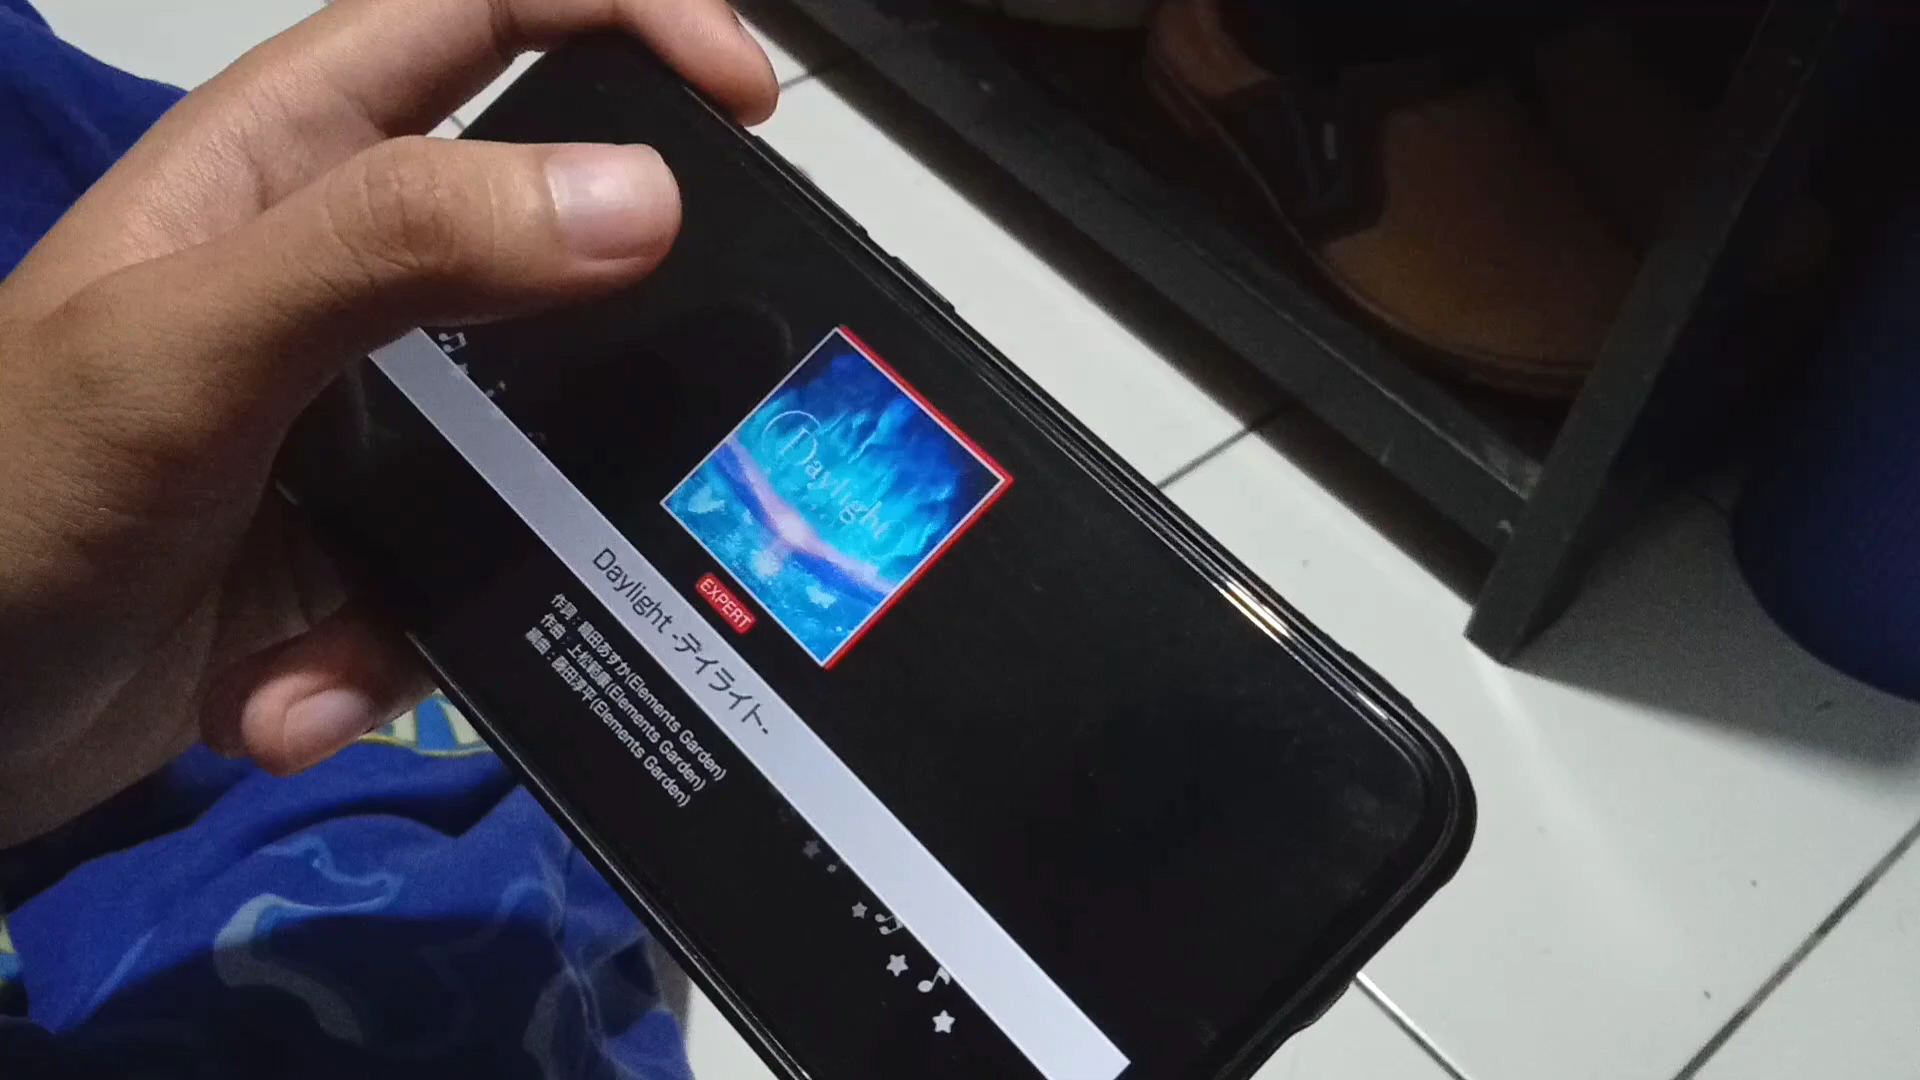 Daylight
EXPERT
Daylight -デイライト-
作詞：織田あすか(Elements Garden)
作曲：上松範康(Elements Garden)
編曲：藤田淳平(Elements Garden)